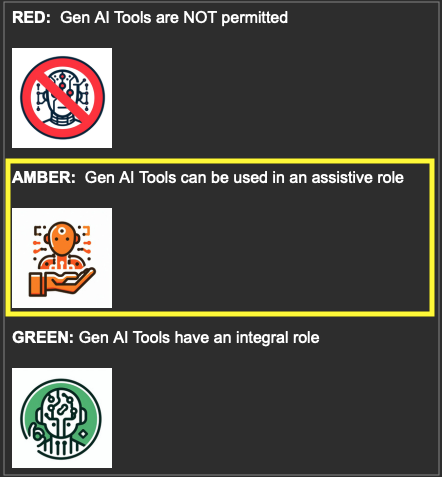 RED:  Gen AI Tools are NOT permitted
AMBER:  Gen AI Tools can be used in an assistive role
GREEN: Gen AI Tools have an integral role